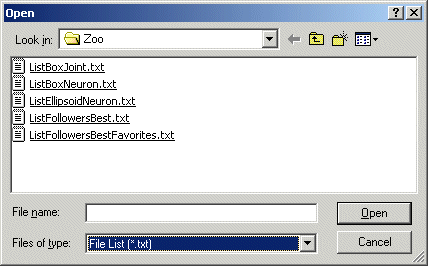 Open
Look in: Zoo
ListBoxJoint.txt
ListBoxNeuron.txt
ListEllipsoidNeuron.txt
ListFollowersBest.txt
ListFollowersBestFavorites.txt
File name: Open
Files of type: File List (*.txt) Cancel